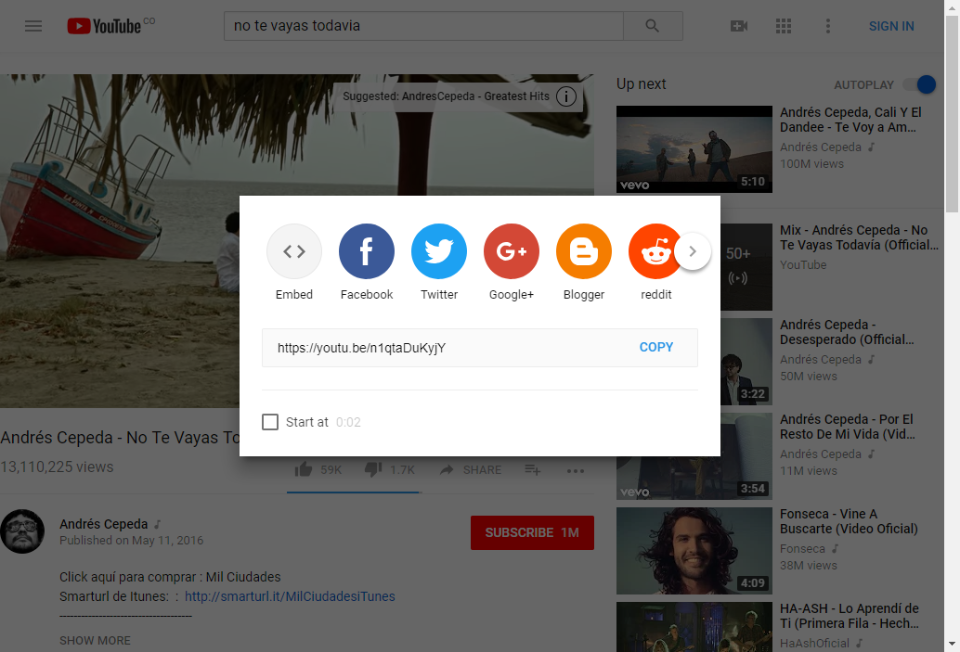 YouTube CO
no te vayas todavia
SIGN IN
Suggested: AndresCepeda - Greatest Hits
Embed
Facebook
Twitter
Google+
Blogger
reddit
https://youtu.be/n1qtaDuKyjY
COPY
Start at 0:02
Andrés Cepeda - No Te Vayas To
13,110,225 views
59K
1.7K
SHARE
Andrés Cepeda
Published on May 11, 2016
SUBSCRIBE 1M
Click aquí para comprar : Mil Ciudades
Smarturl de Itunes: : http://smarturl.it/MilCiudadesiTunes
------------------------------------
SHOW MORE
Up next
AUTOPLAY
vevo
5:10
Andrés Cepeda, Cali Y El
Dandee - Te Voy a Am...
Andrés Cepeda
100M views
50+
Mix - Andrés Cepeda - No
Te Vayas Todavía (Official...
YouTube
3:22
Andrés Cepeda -
Desesperado (Official...
Andrés Cepeda
50M views
vevo
3:54
Andrés Cepeda - Por El
Resto De Mi Vida (Vid...
Andrés Cepeda
11M views
4:09
Fonseca - Vine A
Buscarte (Video Oficial)
Fonseca
38M views
HA-ASH - Lo Aprendí de
Ti (Primera Fila - Hech...
HaAshOficial